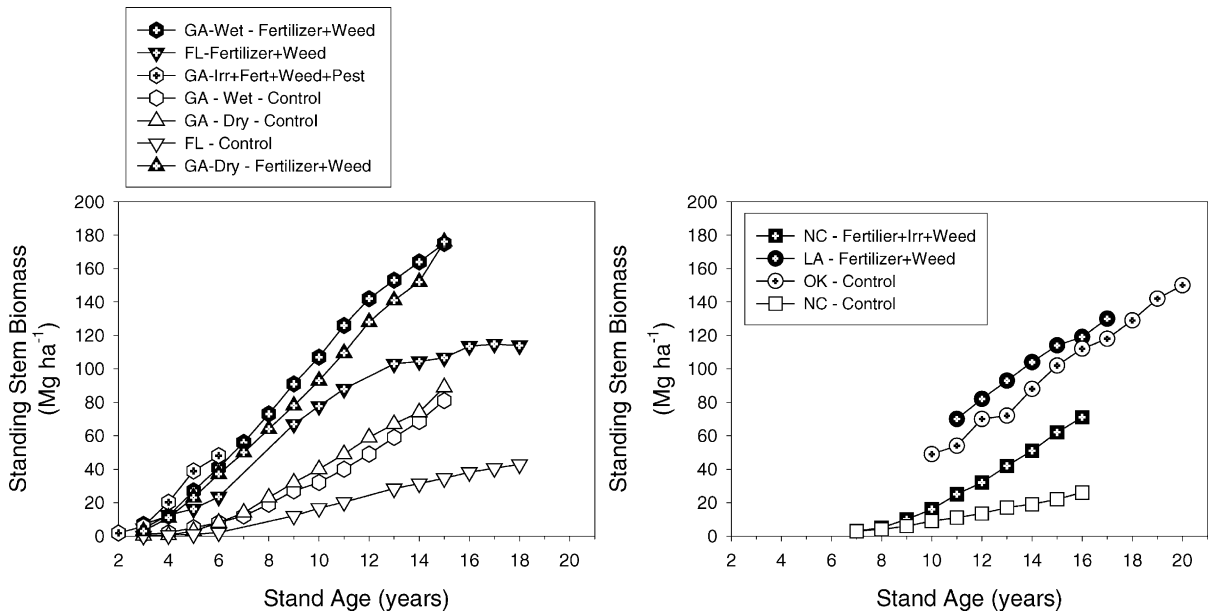 GA-Wet - Fertilizer+Weed
FL-Fertilizer+Weed
GA-Irr+Fert+Weed+Pest
GA - Wet - Control
GA - Dry - Control
FL - Control
GA-Dry - Fertilizer+Weed
Standing Stem Biomass
(Mg ha⁻¹)
200
180
160
140
120
100
80
60
40
20
0
2 4 6 8 10 12 14 16 18 20
Stand Age (years)
NC - Fertilier+Irr+Weed
LA - Fertilizer+Weed
OK - Control
NC - Control
Standing Stem Biomass
(Mg ha⁻¹)
200
180
160
140
120
100
80
60
40
20
0
2 4 6 8 10 12 14 16 18 20
Stand Age (years)